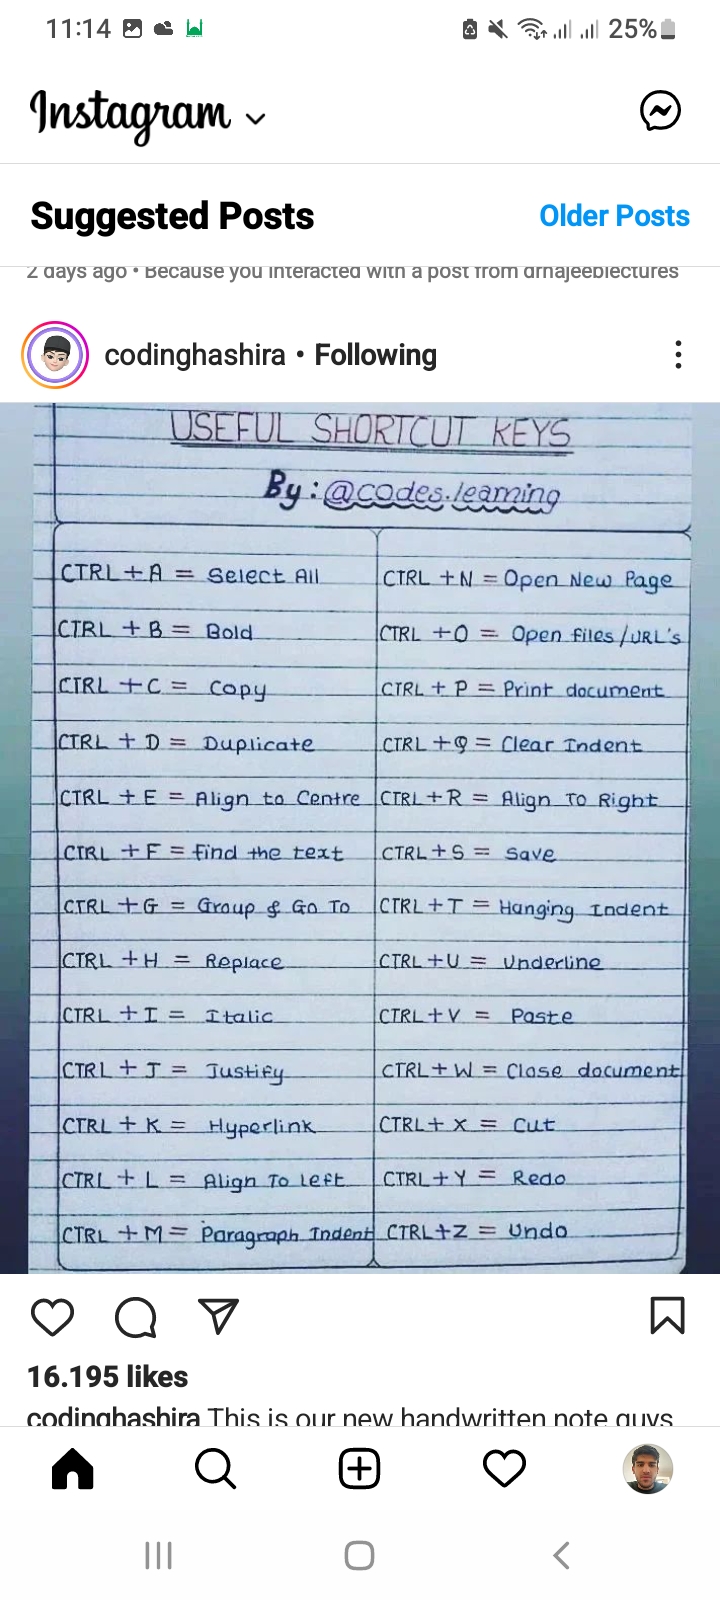 11:14
25%
Instagram
Suggested Posts
Older Posts
2 days ago • Because you interacted with a post from drnajeeblectures
codinghashira • Following
USEFUL SHORTCUT KEYS
By: @codes.learning
CTRL + A = Select All
CTRL + B = Bold
CTRL + C = Copy
CTRL + D = Duplicate
CTRL + E = Align to Centre
CTRL + F = find the text
CTRL + G = Group & Go To
CTRL + H = Replace
CTRL + I = Italic
CTRL + J = Justify
CTRL + K = Hyperlink
CTRL + L = Align To Left
CTRL + M = Paragraph Indent
CTRL + N = Open New Page
CTRL + O = Open files/URL's
CTRL + P = Print document
CTRL + Q = Clear Indent
CTRL + R = Align To Right
CTRL + S = Save
CTRL + T = Hanging Indent
CTRL + U = Underline
CTRL + V = Paste
CTRL + W = Close document
CTRL + X = Cut
CTRL + Y = Redo
CTRL + Z = Undo
16.195 likes
codinghashira This is our new handwritten note guys